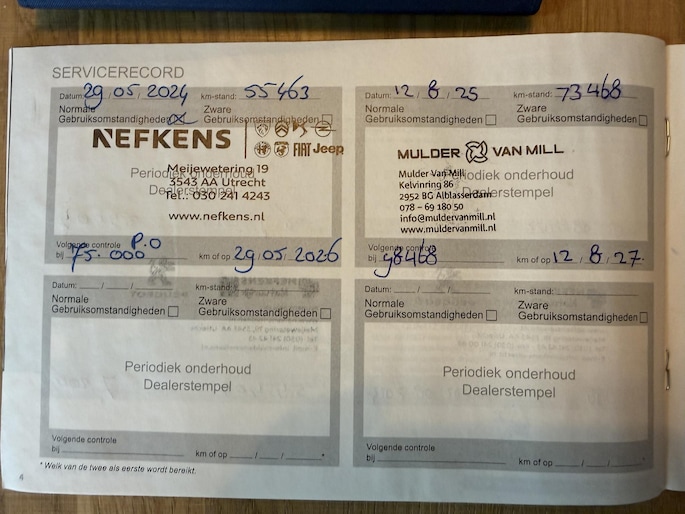 SERVICERECORD
Datum: 29 / 05 / 2024 km-stand: 55463
Normale Gebruiksomstandigheden
Zware Gebruiksomstandigheden
NEFKENS
FIAT Jeep
Periodiek onderhoud
Dealerstempel
Meijewetering 19
3543 AA Utrecht
Tel.: 030 241 4243
www.nefkens.nl
Volgende controle P.O
bij 75.000 km of op 29/05/2026
Datum: 12 / 8 / 25 km-stand: 73468
Normale Gebruiksomstandigheden
Zware Gebruiksomstandigheden
MULDER VAN MILL
Periodiek onderhoud
Dealerstempel
Mulder Van Mill
Kelvinring 86
2952 BG Alblasserdam
078 - 69 180 50
info@muldervanmill.nl
www.muldervanmill.nl
Volgende controle
bij 98468 km of op 12 / 8 / 27
Datum: / / km-stand:
Normale Gebruiksomstandigheden
Zware Gebruiksomstandigheden
Periodiek onderhoud
Dealerstempel
Volgende controle
bij km of op / / *
Datum: / / km-stand:
Normale Gebruiksomstandigheden
Zware Gebruiksomstandigheden
Periodiek onderhoud
Dealerstempel
Volgende controle
bij km of op / / *
* Welk van de twee als eerste wordt bereikt.
4